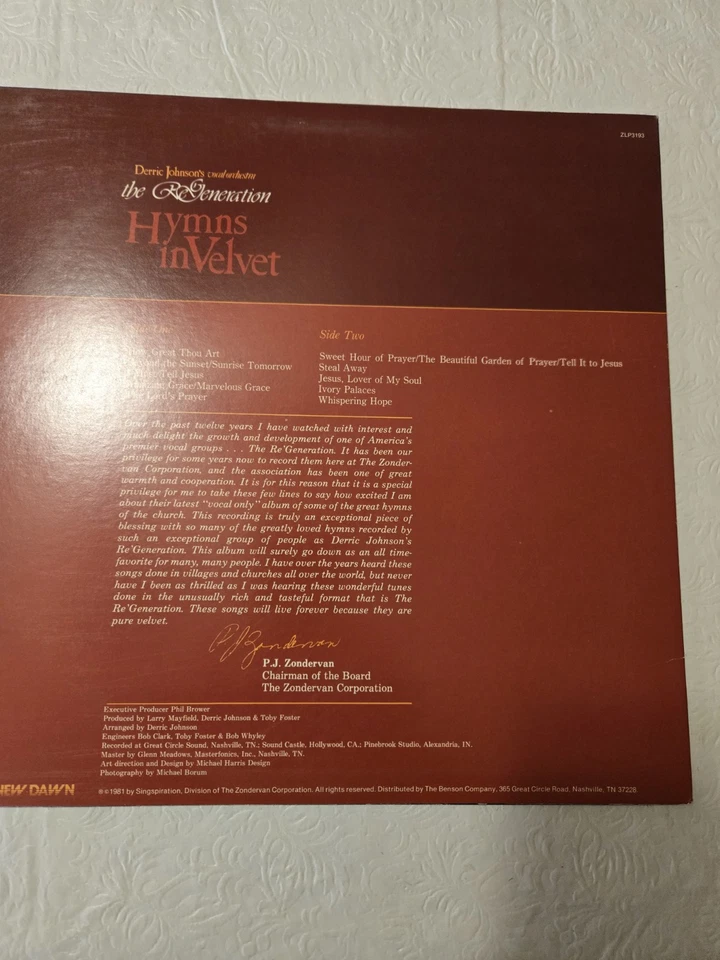 ZLP3193
Derric Johnson's vocal orchestra
the ReGeneration
Hymns
in Velvet
Great Thou Art
the Sunset/Sunrise Tomorrow
Tell Jesus
Grace/Marvelous Grace
Lord's Prayer
Side Two
Sweet Hour of Prayer/The Beautiful Garden of Prayer/Tell It to Jesus
Steal Away
Jesus, Lover of My Soul
Ivory Palaces
Whispering Hope
Over the past twelve years I have watched with interest and
much delight the growth and development of one of America's
premier vocal groups . . . The Re'Generation. It has been our
privilege for some years now to record them here at The Zonder-
van Corporation, and the association has been one of great
warmth and cooperation. It is for this reason that it is a special
privilege for me to take these few lines to say how excited I am
about their latest "vocal only" album of some of the great hymns
of the church. This recording is truly an exceptional piece of
blessing with so many of the greatly loved hymns recorded by
such an exceptional group of people as Derric Johnson's
Re'Generation. This album will surely go down as an all time-
favorite for many, many people. I have over the years heard these
songs done in villages and churches all over the world, but never
have I been as thrilled as I was hearing these wonderful tunes
done in the unusually rich and tasteful format that is The
Re'Generation. These songs will live forever because they are
pure velvet.
P.J. Zondervan
P.J. Zondervan
Chairman of the Board
The Zondervan Corporation
Executive Producer Phil Brower
Produced by Larry Mayfield, Derric Johnson & Toby Foster
Arranged by Derric Johnson
Engineers Bob Clark, Toby Foster & Bob Whyley
Recorded at Great Circle Sound, Nashville, TN.; Sound Castle, Hollywood, CA.; Pinebrook Studio, Alexandria, IN.
Master by Glenn Meadows, Masterfonics, Inc., Nashville, TN.
Art direction and Design by Michael Harris Design
Photography by Michael Borum
NEW DAWN
℗©1981 by Singspiration, Division of The Zondervan Corporation. All rights reserved. Distributed by The Benson Company, 365 Great Circle Road, Nashville, TN 37228